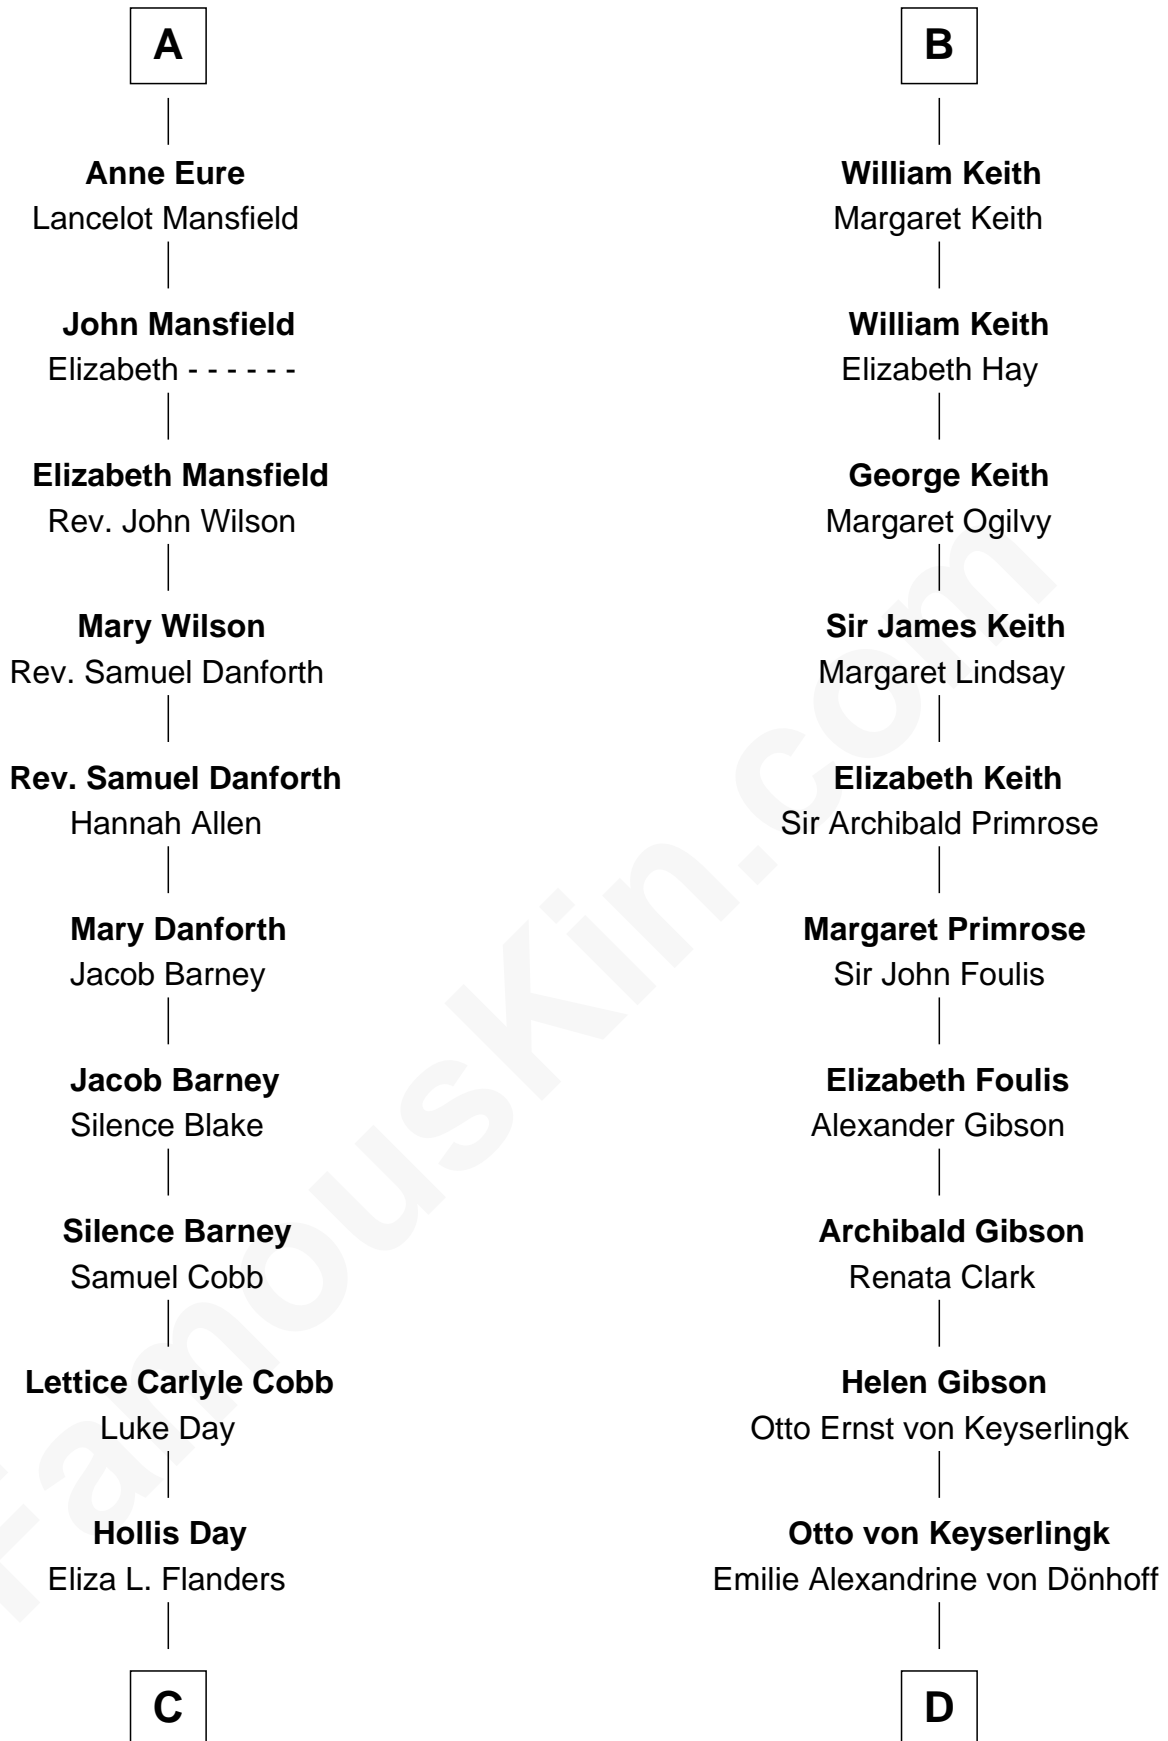 A
Anne Eure
Lancelot Mansfield
John Mansfield
Elizabeth - - - - - -
Elizabeth Mansfield
Rev. John Wilson
Mary Wilson
Rev. Samuel Danforth
Rev. Samuel Danforth
Hannah Allen
Mary Danforth
Jacob Barney
Jacob Barney
Silence Blake
Silence Barney
Samuel Cobb
Lettice Carlyle Cobb
Luke Day
Hollis Day
Eliza L. Flanders
C
B
William Keith
Margaret Keith
William Keith
Elizabeth Hay
George Keith
Margaret Ogilvy
Sir James Keith
Margaret Lindsay
Elizabeth Keith
Sir Archibald Primrose
Margaret Primrose
Sir John Foulis
Elizabeth Foulis
Alexander Gibson
Archibald Gibson
Renata Clark
Helen Gibson
Otto Ernst von Keyserlingk
Otto von Keyserlingk
Emilie Alexandrine von Dönhoff
D
FamousKin.com